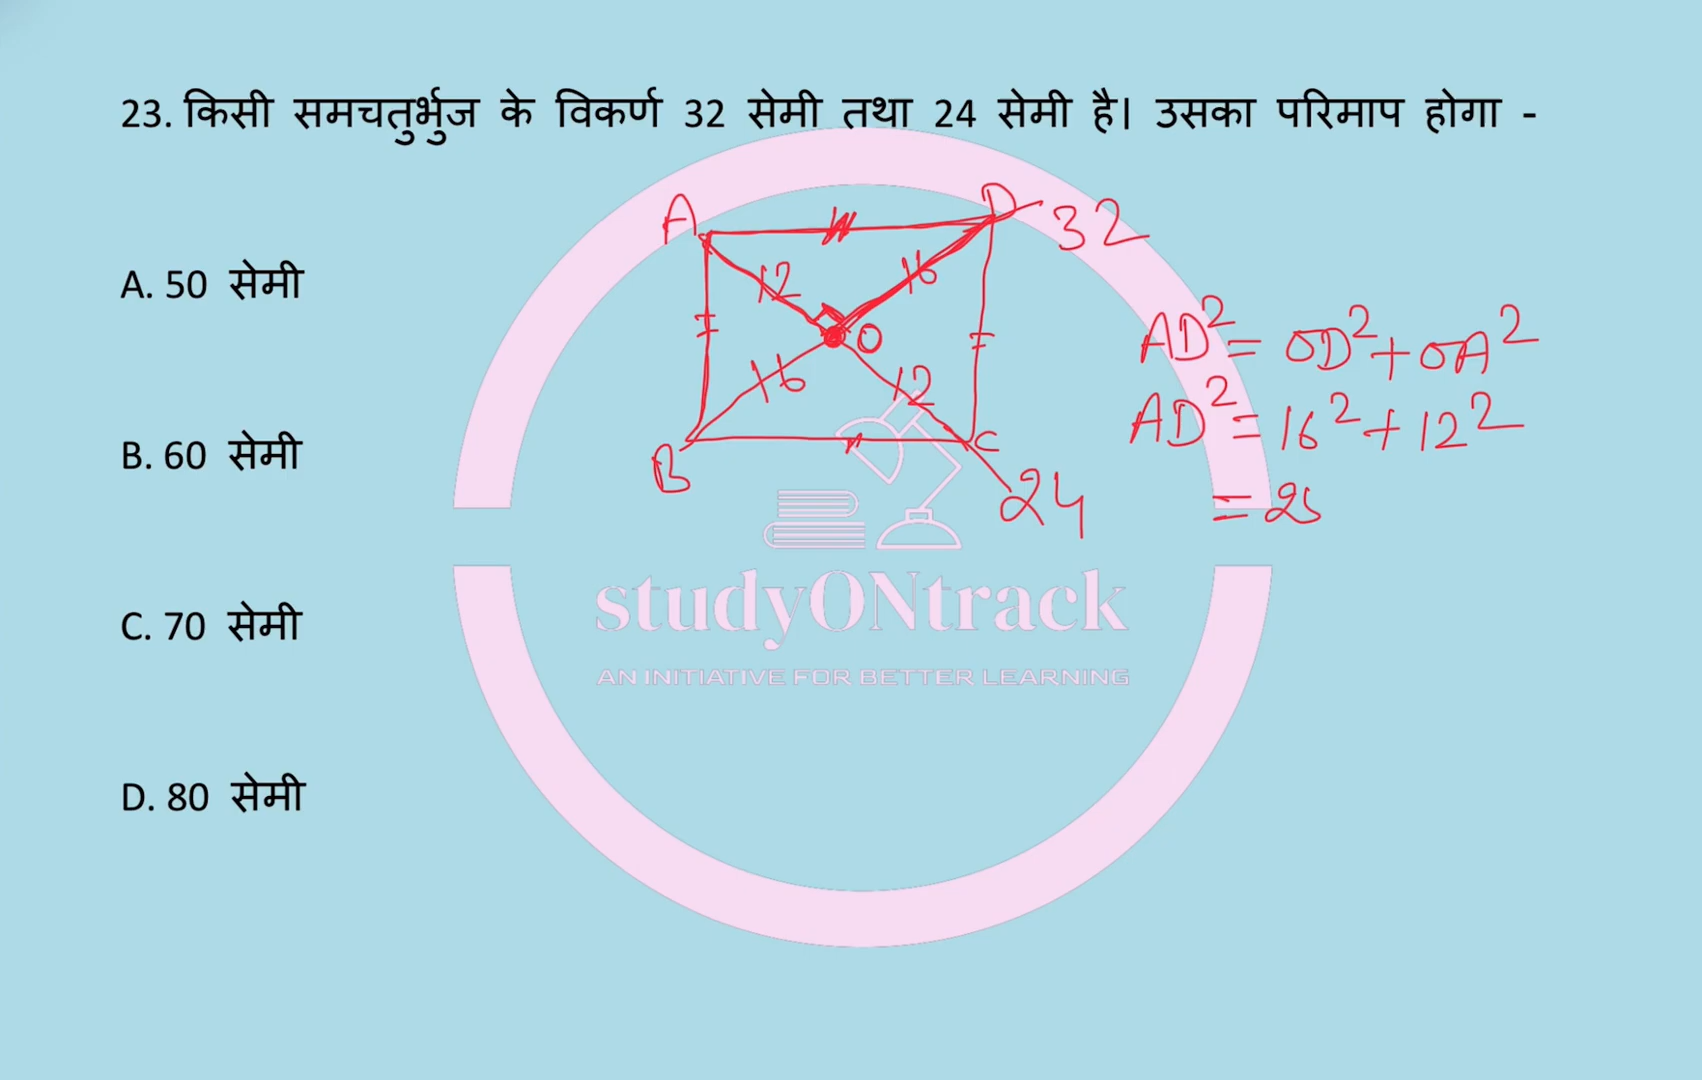 23. किसी समचतुर्भुज के विकर्ण 32 सेमी तथा 24 सेमी है। उसका परिमाप होगा -
A D 32
12 16
A. 50 सेमी
O
AD² = OD² + OA²
16 12
AD² = 16² + 12²
B. 60 सेमी
B C
24
= 25
studyONtrack
C. 70 सेमी
AN INITIATIVE FOR BETTER LEARNING
D. 80 सेमी